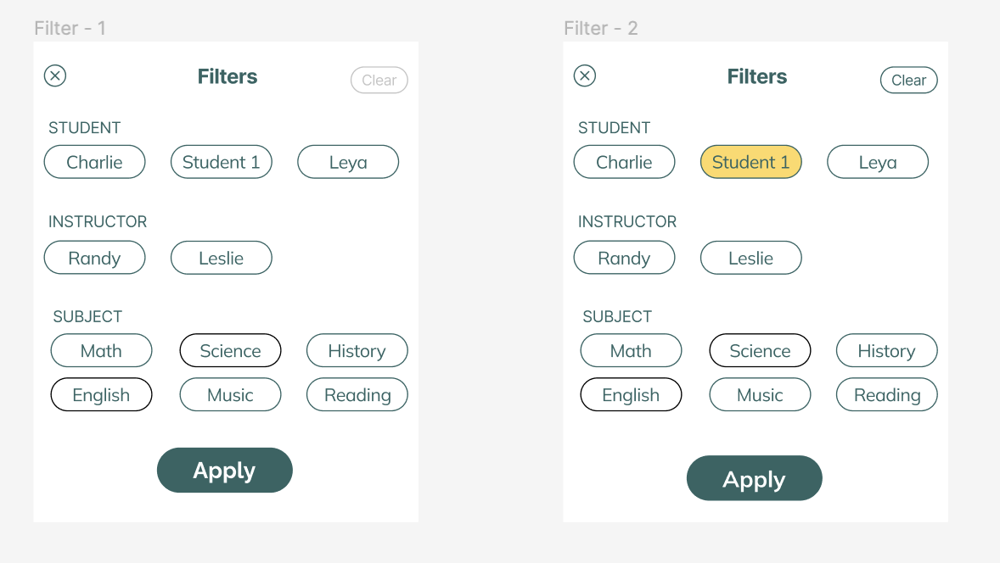 Filter - 1
Filters
Clear
STUDENT
Charlie Student 1 Leya
INSTRUCTOR
Randy Leslie
SUBJECT
Math Science History
English Music Reading
Apply
Filter - 2
Filters
Clear
STUDENT
Charlie Student 1 Leya
INSTRUCTOR
Randy Leslie
SUBJECT
Math Science History
English Music Reading
Apply